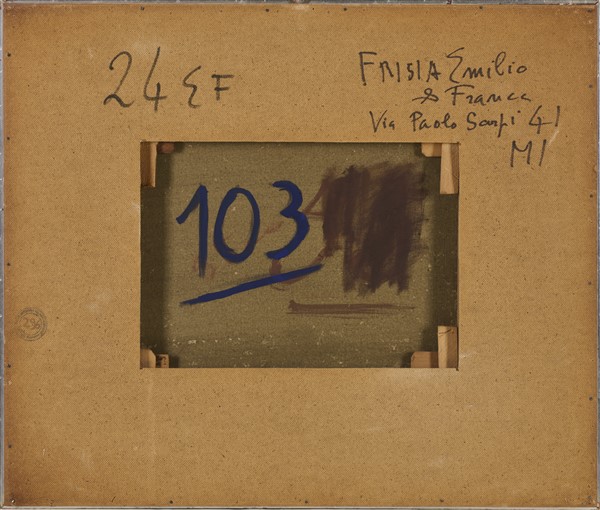 24 EF
FRISIA Emilio
& Franca
Via Paolo Sarpi 41
MI
103